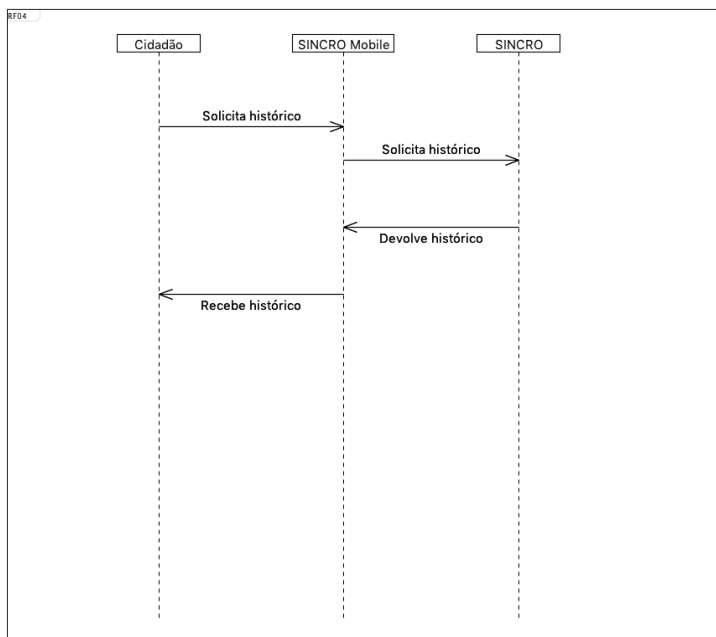 RF04
Cidadão
SINCRO Mobile
SINCRO
Solicita histórico
Solicita histórico
Devolve histórico
Recebe histórico